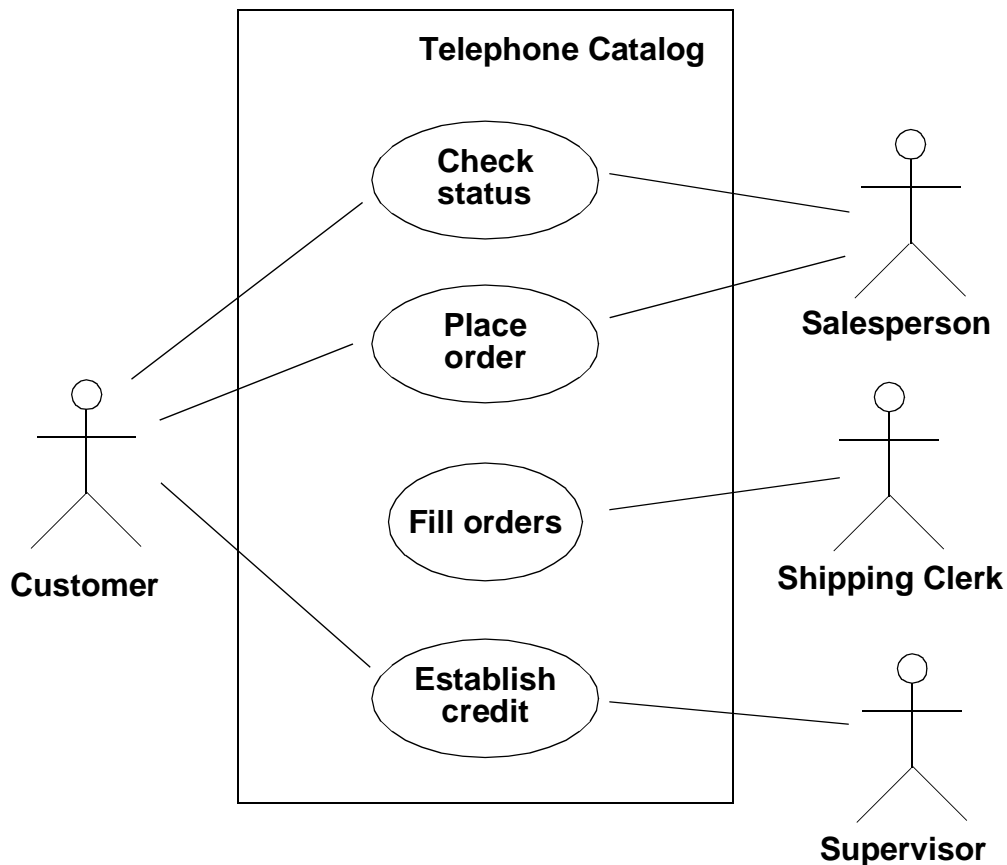 Telephone Catalog
Check
status
Place
order
Salesperson
Fill orders
Customer
Shipping Clerk
Establish
credit
Supervisor